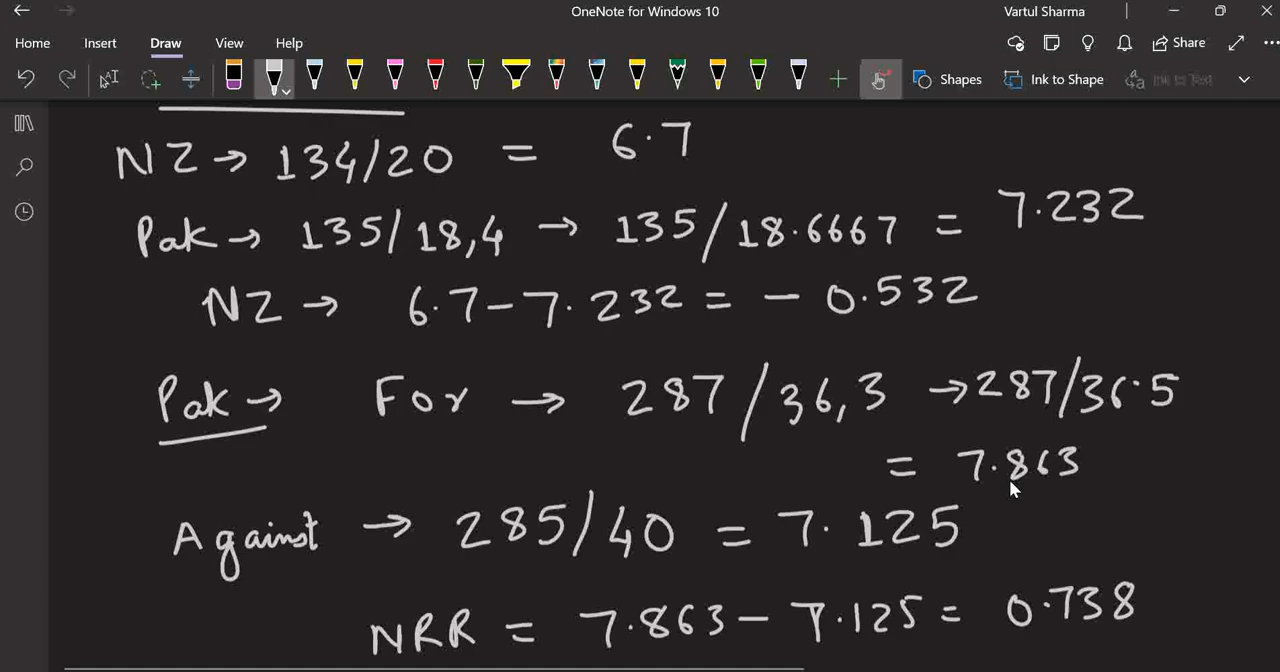 OneNote for Windows 10
Vartul Sharma
Home Insert Draw View Help
Share
Shapes Ink to Shape Ink to Text
NZ → 134/20 = 6.7
Pak → 135/18,4 → 135/18.6667 = 7.232
NZ → 6.7-7.232 = - 0.532
Pak → For → 287/36,3 → 287/36.5
= 7.863
Against → 285/40 = 7.125
NRR = 7.863 - 7.125 = 0.738